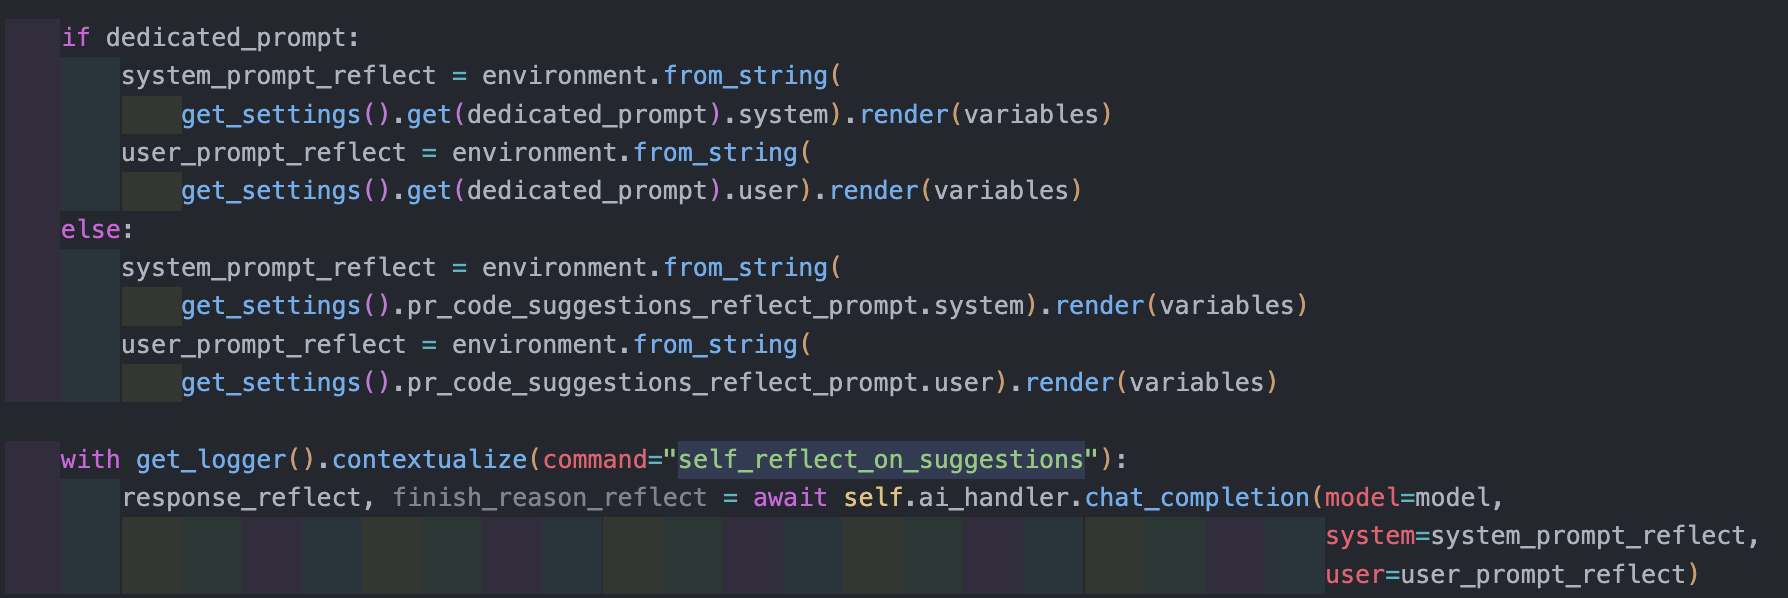 if dedicated_prompt:
system_prompt_reflect = environment.from_string(
get_settings().get(dedicated_prompt).system).render(variables)
user_prompt_reflect = environment.from_string(
get_settings().get(dedicated_prompt).user).render(variables)
else:
system_prompt_reflect = environment.from_string(
get_settings().pr_code_suggestions_reflect_prompt.system).render(variables)
user_prompt_reflect = environment.from_string(
get_settings().pr_code_suggestions_reflect_prompt.user).render(variables)
with get_logger().contextualize(command="self_reflect_on_suggestions"):
response_reflect, finish_reason_reflect = await self.ai_handler.chat_completion(model=model,
system=system_prompt_reflect,
user=user_prompt_reflect)